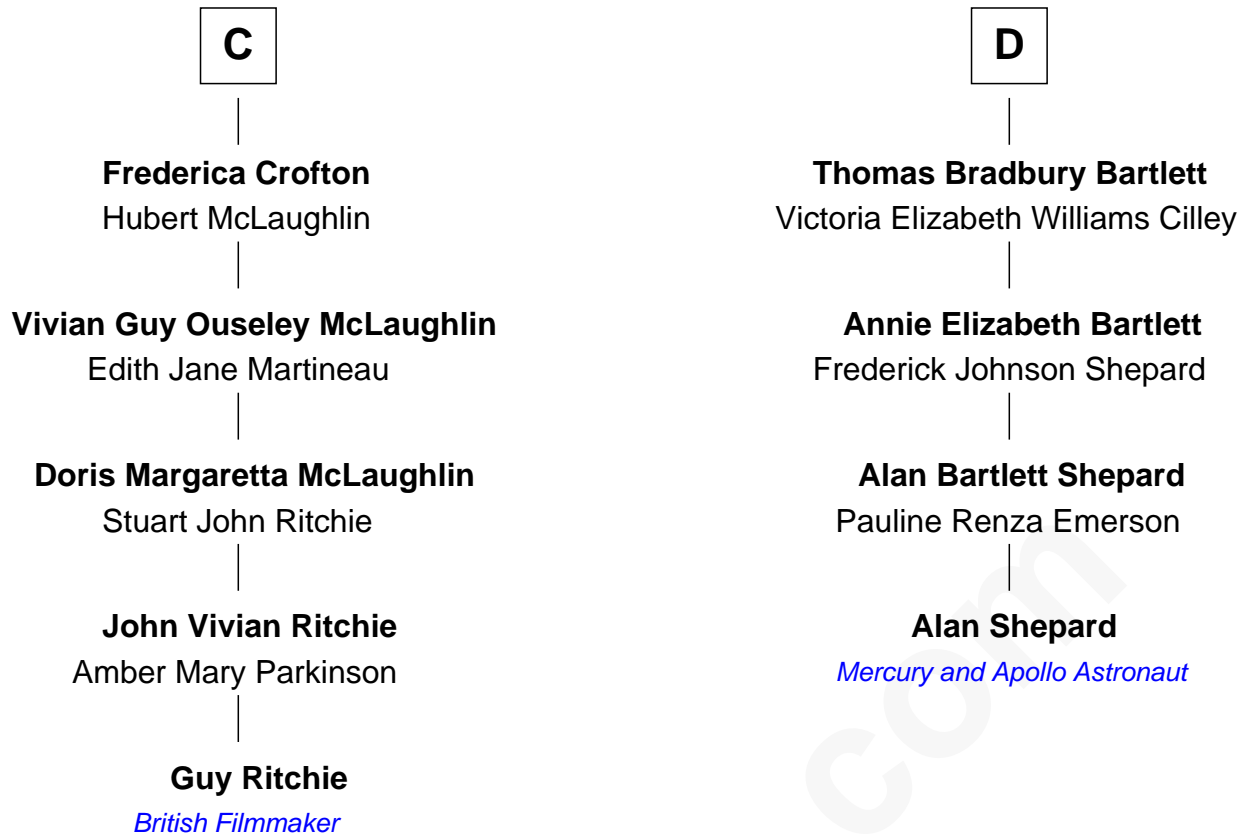 C
Frederica Crofton
Hubert McLaughlin
Vivian Guy Ouseley McLaughlin
Edith Jane Martineau
Doris Margaretta McLaughlin
Stuart John Ritchie
John Vivian Ritchie
Amber Mary Parkinson
Guy Ritchie
British Filmmaker
D
Thomas Bradbury Bartlett
Victoria Elizabeth Williams Cilley
Annie Elizabeth Bartlett
Frederick Johnson Shepard
Alan Bartlett Shepard
Pauline Renza Emerson
Alan Shepard
Mercury and Apollo Astronaut
com